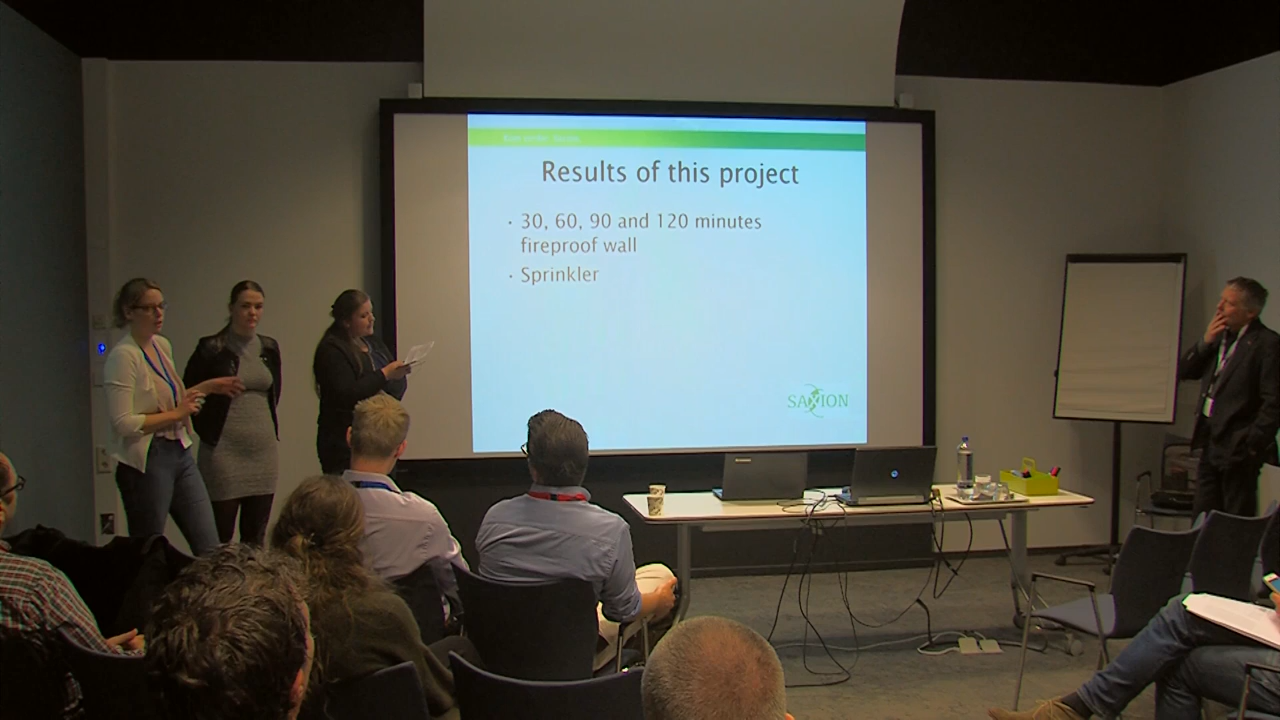 Results of this project
· 30, 60, 90 and 120 minutes
fireproof wall
· Sprinkler
SAXION